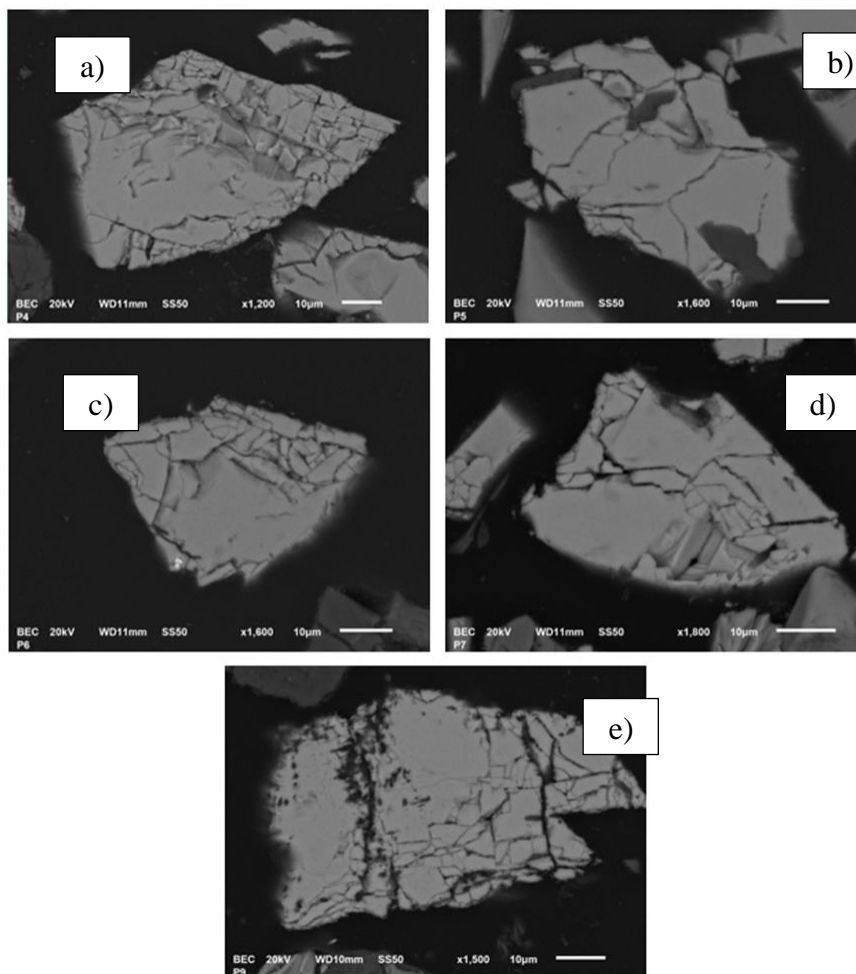 a)
BEC 20kV WD11mm SS50 x1,200 10µm
P4
b)
BEC 20kV WD11mm SS50 x1,600 10µm
P5
c)
BEC 20kV WD11mm SS50 x1,600 10µm
P6
d)
BEC 20kV WD11mm SS50 x1,800 10µm
P7
e)
BEC 20kV WD10mm SS50 x1,500 10µm
P9